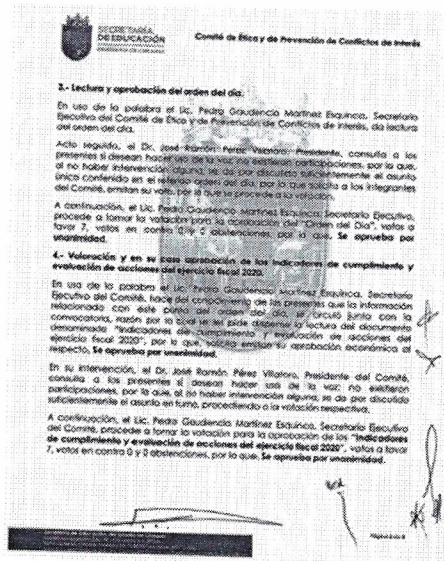 SECRETARÍA
DE EDUCACIÓN
Comité de Ética y de Prevención de Conflictos de Interés
3.- Lectura y aprobación del orden del día.
En uso de la palabra el Lic. Pedro Gaudencio Martínez Esquinca, Secretario
Ejecutivo del Comité de Ética y de Prevención de Conflictos de Interés, da lectura
del orden del día.
Acto seguido, el Dr. José Ramón Pérez Villatoro, Presidente, consulta a los
presentes si desean hacer uso de la voz, no existieron participaciones, por lo que,
al no haber intervención alguna, se da por discutido suficientemente el asunto
único contenido en el referido orden del día, por lo que solicita a los integrantes
del Comité, emitan su voto, por lo que se procede a la votación.
A continuación, el Lic. Pedro Gaudencio Martínez Esquinca, Secretario Ejecutivo,
procede a tomar la votación para la aprobación del "Orden del Día", votos a
favor 7, votos en contra 0 y 0 abstenciones, por lo que, Se aprueba por
unanimidad.
4.- Valoración y en su caso aprobación de los indicadores de cumplimiento y
evaluación de acciones del ejercicio fiscal 2020.
En uso de la palabra el Lic. Pedro Gaudencio Martínez Esquinca, Secretario
Ejecutivo del Comité, hace del conocimiento de los presentes que la información
relacionada con este punto del orden del día, se circuló junta con la
convocatoria, razón por la cual se les pide dispense la lectura del documento
denominado "Indicadores de cumplimiento y evaluación de acciones del
ejercicio fiscal 2020", por lo que, solicita emitan su aprobación económica al
respecto, Se aprueba por unanimidad.
En su intervención, el Dr. José Ramón Pérez Villatoro, Presidente del Comité,
consulta a los presentes si desean hacer uso de la voz; no existieron
participaciones, por lo que, al no haber intervención alguna, se da por discutido
suficientemente el asunto en turno, procediendo a la votación respectiva.
A continuación, el Lic. Pedro Gaudencio Martínez Esquinca, Secretario Ejecutivo
del Comité, procede a tomar la votación para la aprobación de los "Indicadores
de cumplimiento y evaluación de acciones del ejercicio fiscal 2020", votos a favor
7, votos en contra 0 y 0 abstenciones, por lo que, Se aprueba por unanimidad.